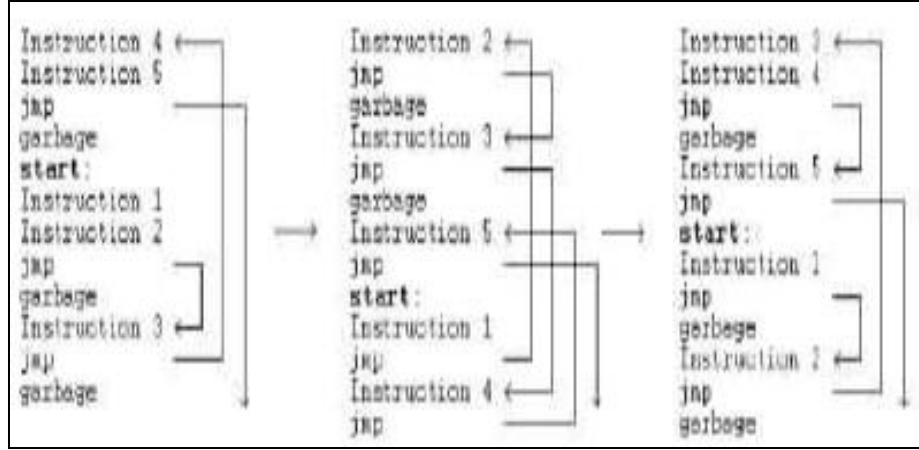 Instruction 4
Instruction 5
jmp
garbage
start:
Instruction 1
Instruction 2
jmp
garbage
Instruction 3
jmp
garbage
Instruction 2
jmp
garbage
Instruction 3
jmp
garbage
Instruction 5
jmp
start:
Instruction 1
jmp
Instruction 4
jmp
Instruction 3
Instruction 4
jmp
garbage
Instruction 5
jmp
start:
Instruction 1
jmp
garbage
Instruction 2
jmp
garbage